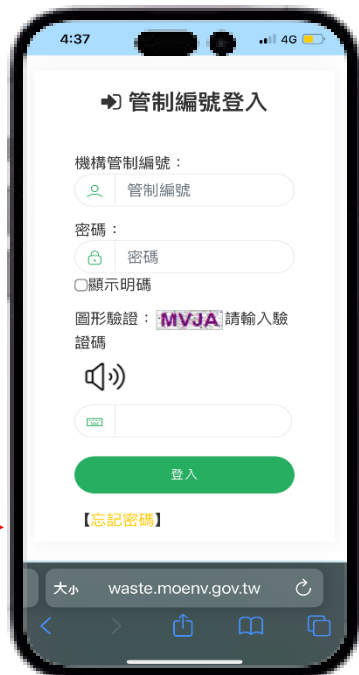 4:37
4G
管制編號登入
機構管制編號：
管制編號
密碼：
密碼
顯示明碼
圖形驗證： MVJA 請輸入驗
證碼
登入
【忘記密碼】
大小 waste.moenv.gov.tw